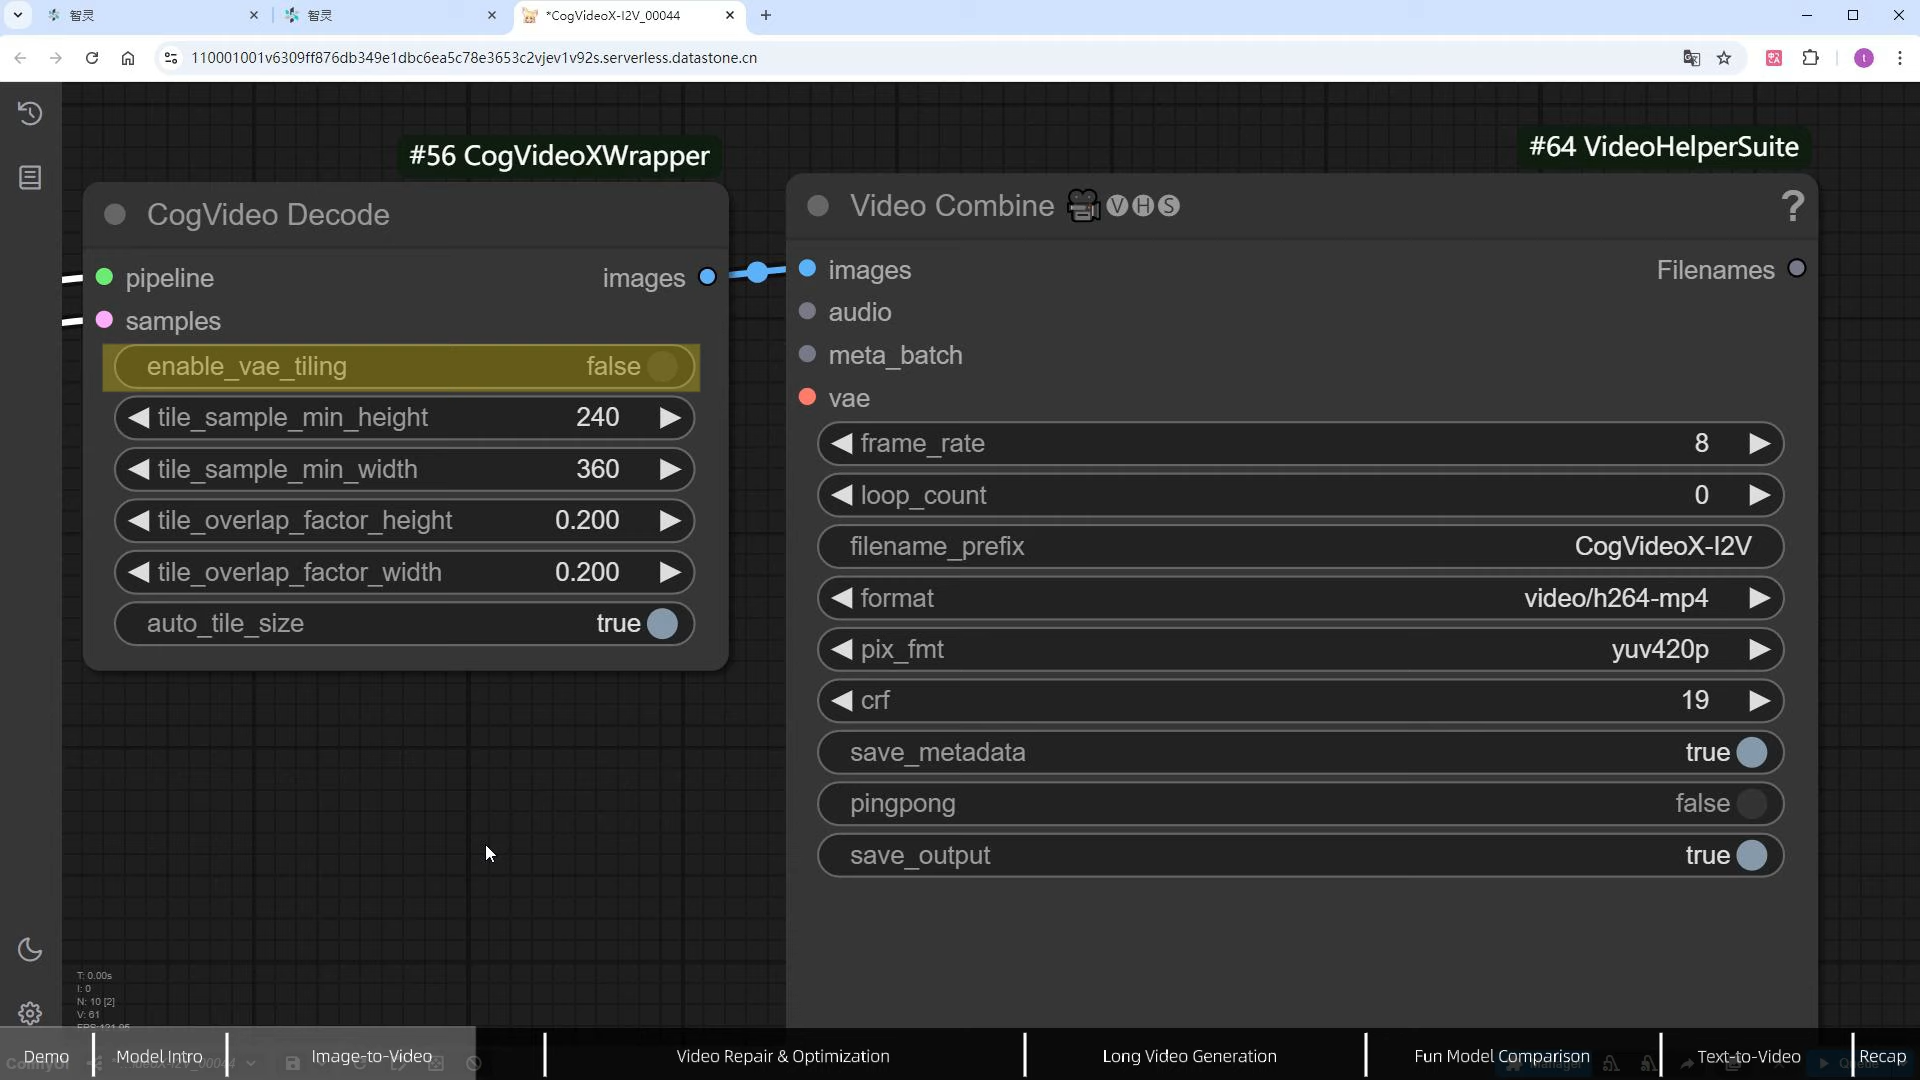 智灵
智灵
*CogVideoX-I2V_00044
110001001v6309ff876db349e1dbc6ea5c78e3653c2vjev1v92s.serverless.datastone.cn
#56 CogVideoXWrapper
CogVideo Decode
pipeline
images
samples
enable_vae_tiling false
tile_sample_min_height 240
tile_sample_min_width 360
tile_overlap_factor_height 0.200
tile_overlap_factor_width 0.200
auto_tile_size true
#64 VideoHelperSuite
Video Combine 🎥🅥🅗🅢
?
images
Filenames
audio
meta_batch
vae
frame_rate 8
loop_count 0
filename_prefix CogVideoX-I2V
format video/h264-mp4
pix_fmt yuv420p
crf 19
save_metadata true
pingpong false
save_output true
T: 0.00s
I: 0
N: 10 [2]
V: 61
FPS:121.95
Demo
Model Intro
Image-to-Video
Video Repair & Optimization
Long Video Generation
Fun Model Comparison
Text-to-Video
Recap
Manager